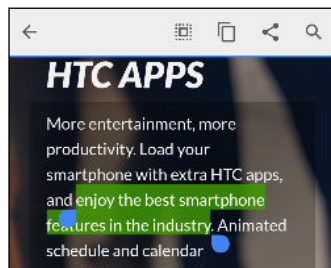 HTC APPS
More entertainment, more
productivity. Load your
smartphone with extra HTC apps,
and enjoy the best smartphone
features in the industry. Animated
schedule and calendar